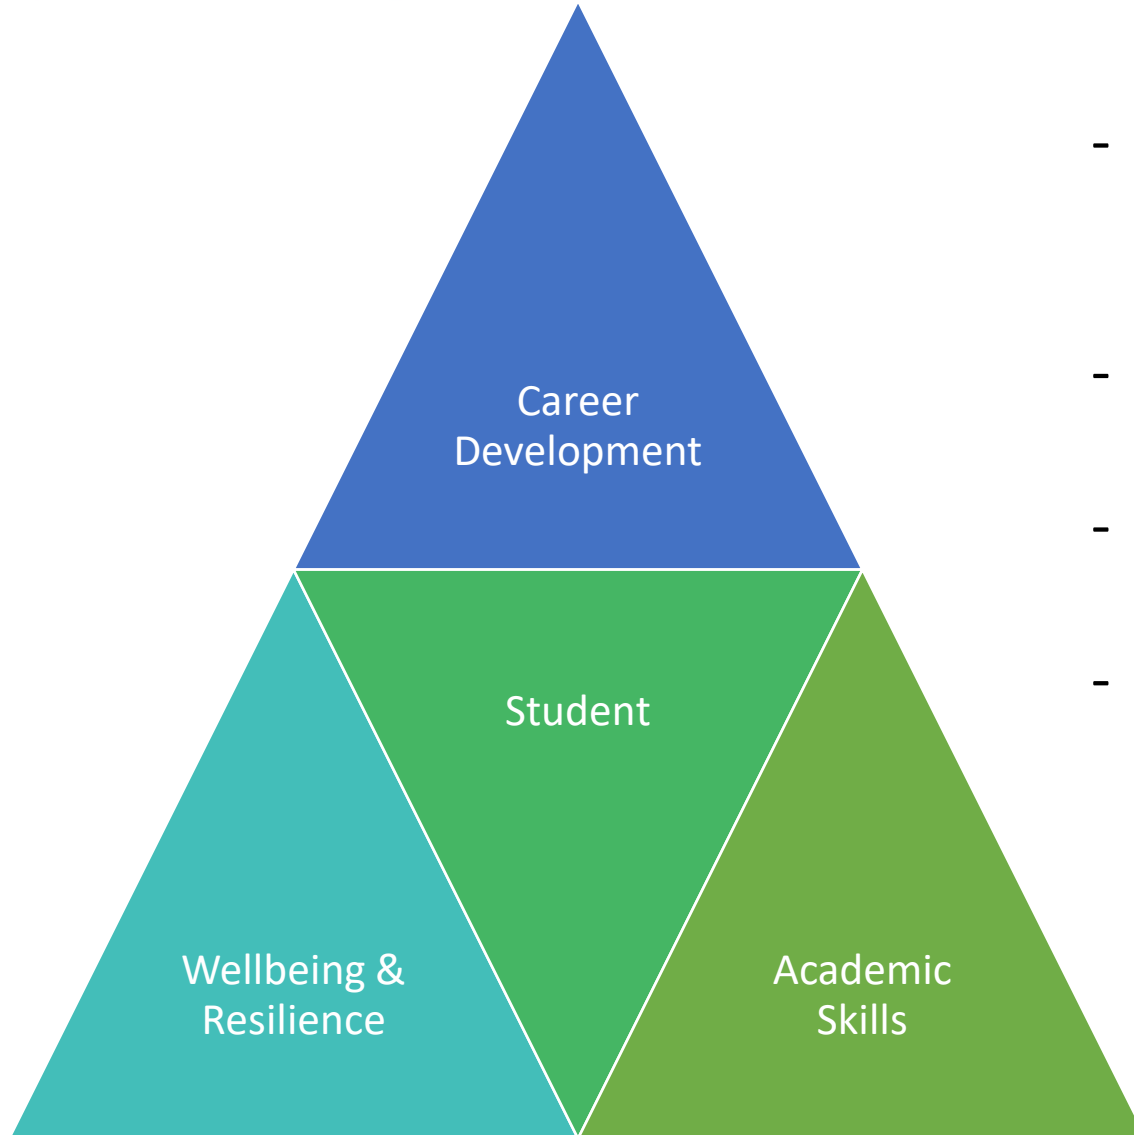 Career
Development
Student
Wellbeing &
Resilience
Academic
Skills
-
-
-
-